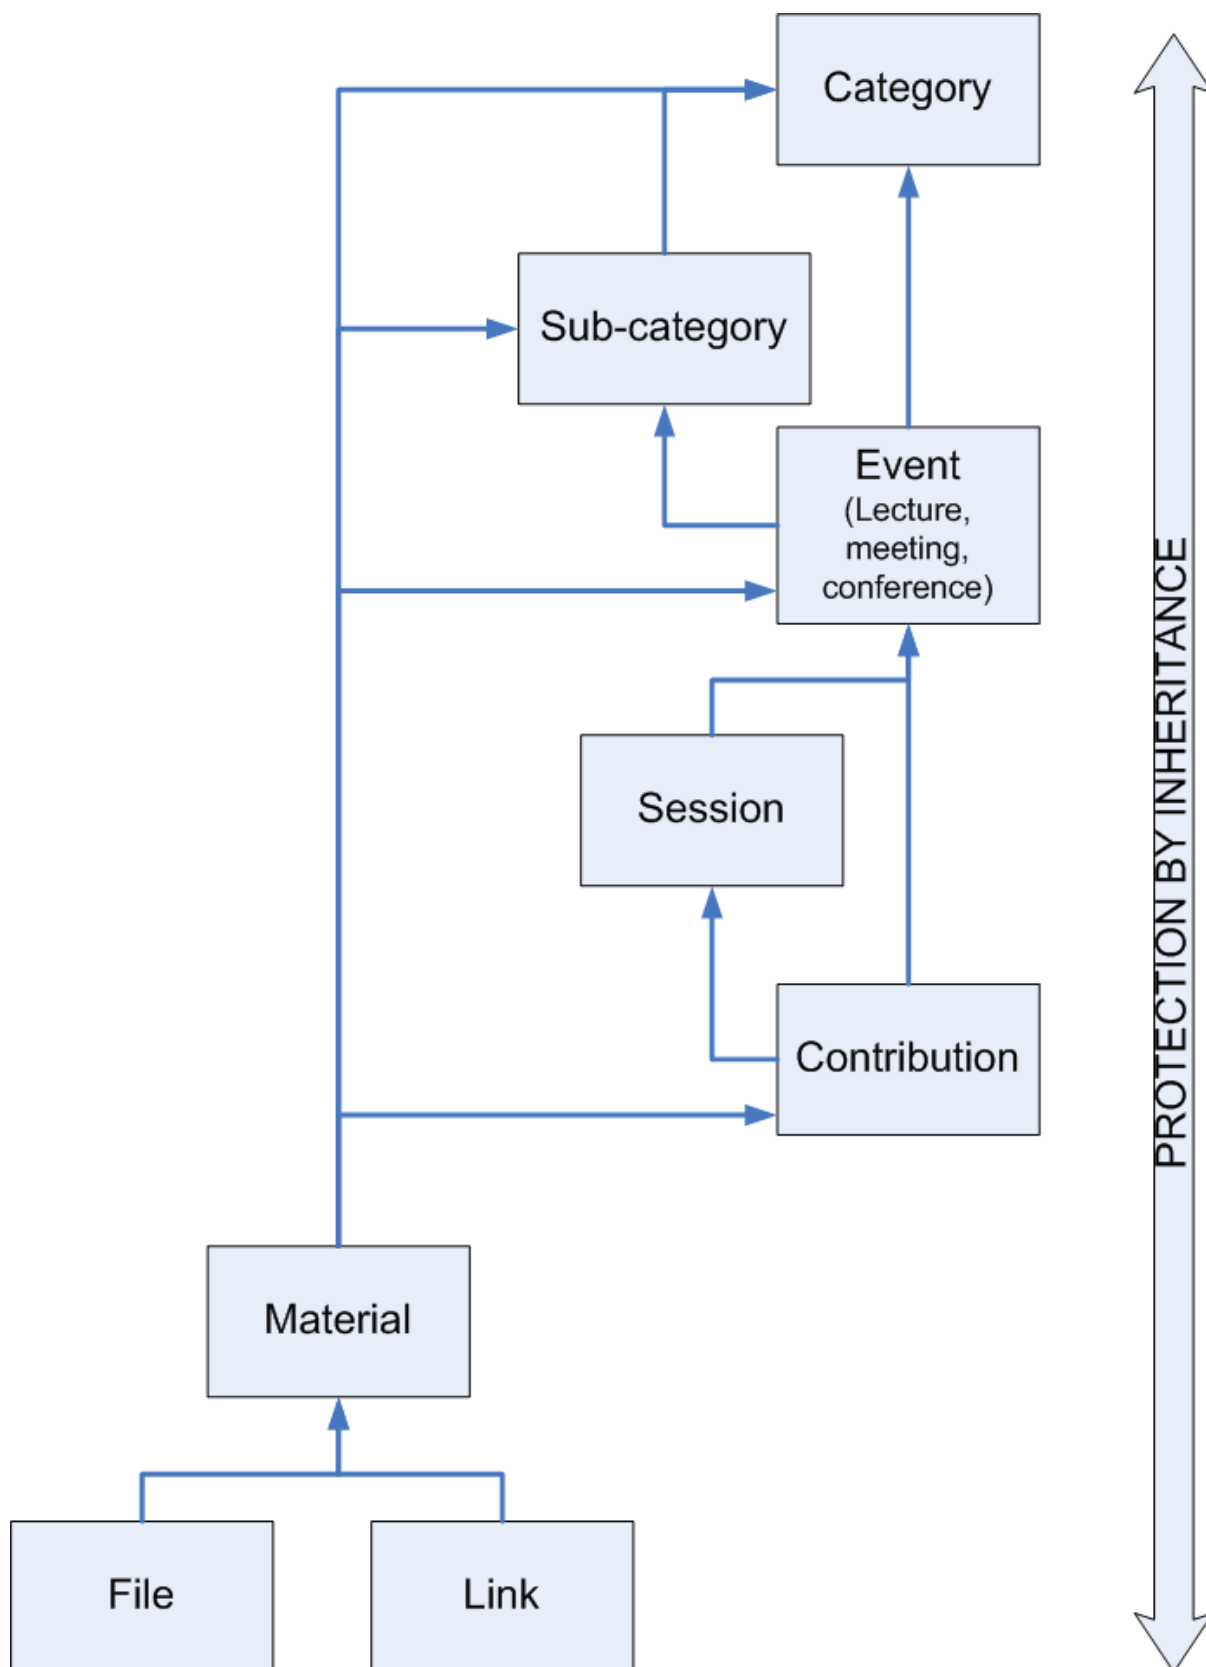 Category
Sub-category
Event
(Lecture,
meeting,
conference)
Session
Contribution
Material
File
Link
PROTECTION BY INHERITANCE